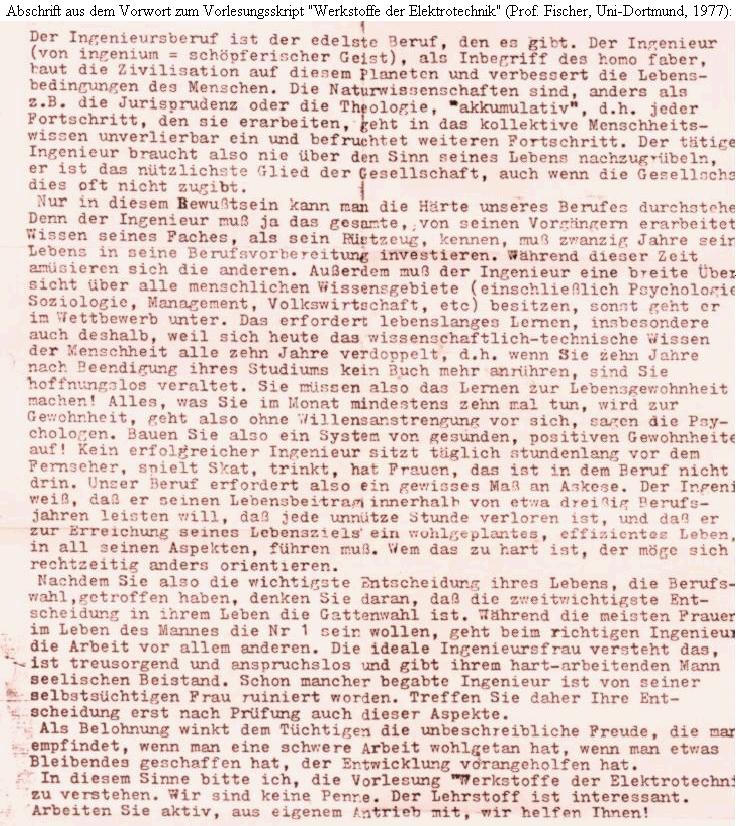 Abschrift aus dem Vorwort zum Vorlesungsskript "Werkstoffe der Elektrotechnik" (Prof. Fischer, Uni-Dortmund, 1977):
Der Ingenieursberuf ist der edelste Beruf, den es gibt. Der Ingenieur
(von ingenium = schöpferischer Geist), als Inbegriff des homo faber,
baut die Zivilisation auf diesem Planeten und verbessert die Lebens-
bedingungen des Menschen. Die Naturwissenschaften sind, anders als
z.B. die Jurisprudenz oder die Theologie, "akkumulativ", d.h. jeder
Fortschritt, den sie erarbeiten, geht in das kollektive Menschheits-
wissen unverlierbar ein und befruchtet weiteren Fortschritt. Der tätige
Ingenieur braucht also nie über den Sinn seines Lebens nachzugrübeln,
er ist das nützlichste Glied der Gesellschaft, auch wenn die Gesellscha
dies oft nicht zugibt.
Nur in diesem Bewußtsein kann man die Härte unseres Berufes durchstehe
Denn der Ingenieur muß ja das gesamte, von seinen Vorgängern erarbeitet
Wissen seines Faches, als sein Rüstzeug, kennen, muß zwanzig Jahre sein
Lebens in seine Berufsvorbereitung investieren. Während dieser Zeit
amüsieren sich die anderen. Außerdem muß der Ingenieur eine breite Über
sicht über alle menschlichen Wissensgebiete (einschließlich Psychologie
Soziologie, Management, Volkswirtschaft, etc) besitzen, sonst geht er
im Wettbewerb unter. Das erfordert lebenslanges Lernen, insbesondere
auch deshalb, weil sich heute das wissenschaftlich-technische Wissen
der Menschheit alle zehn Jahre verdoppelt, d.h. wenn Sie zehn Jahre
nach Beendigung ihres Studiums kein Buch mehr anrühren, sind Sie
hoffnungslos veraltet. Sie müssen also das Lernen zur Lebensgewohnheit
machen! Alles, was Sie im Monat mindestens zehn mal tun, wird zur
Gewohnheit, geht also ohne Willensanstrengung vor sich, sagen die Psy-
chologen. Bauen Sie also ein System von gesunden, positiven Gewohnheite
auf! Kein erfolgreicher Ingenieur sitzt täglich stundenlang vor dem
Fernseher, spielt Skat, trinkt, hat Frauen, das ist in dem Beruf nicht
drin. Unser Beruf erfordert also ein gewisses Maß an Askese. Der Ingeni
weiß, daß er seinen Lebensbeitrag innerhalb von etwa dreißig Berufs-
jahren leisten will, daß jede unnütze Stunde verloren ist, und daß er
zur Erreichung seines Lebensziels ein wohlgeplantes, effizientes Leben,
in all seinen Aspekten, führen muß. Wem das zu hart ist, der möge sich
rechtzeitig anders orientieren.
Nachdem Sie also die wichtigste Entscheidung ihres Lebens, die Berufs-
wahl, getroffen haben, denken Sie daran, daß die zweitwichtigste Ent-
scheidung in ihrem Leben die Gattenwahl ist. Während die meisten Frauen
im Leben des Mannes die Nr 1 sein wollen, geht beim richtigen Ingenieur
die Arbeit vor allem anderen. Die ideale Ingenieursfrau versteht das,
ist treusorgend und anspruchslos und gibt ihrem hart-arbeitenden Mann
seelischen Beistand. Schon mancher begabte Ingenieur ist von seiner
selbstsüchtigen Frau ruiniert worden. Treffen Sie daher Ihre Ent-
scheidung erst nach Prüfung auch dieser Aspekte.
Als Belohnung winkt dem Tüchtigen die unbeschreibliche Freude, die man
empfindet, wenn man eine schwere Arbeit wohlgetan hat, wenn man etwas
Bleibendes geschaffen hat, der Entwicklung vorangeholfen hat.
In diesem Sinne bitte ich, die Vorlesung "Werkstoffe der Elektrotechni
zu verstehen. Wir sind keine Penne. Der Lehrstoff ist interessant.
Arbeiten Sie aktiv, aus eigenem Antrieb mit, wir helfen Ihnen!